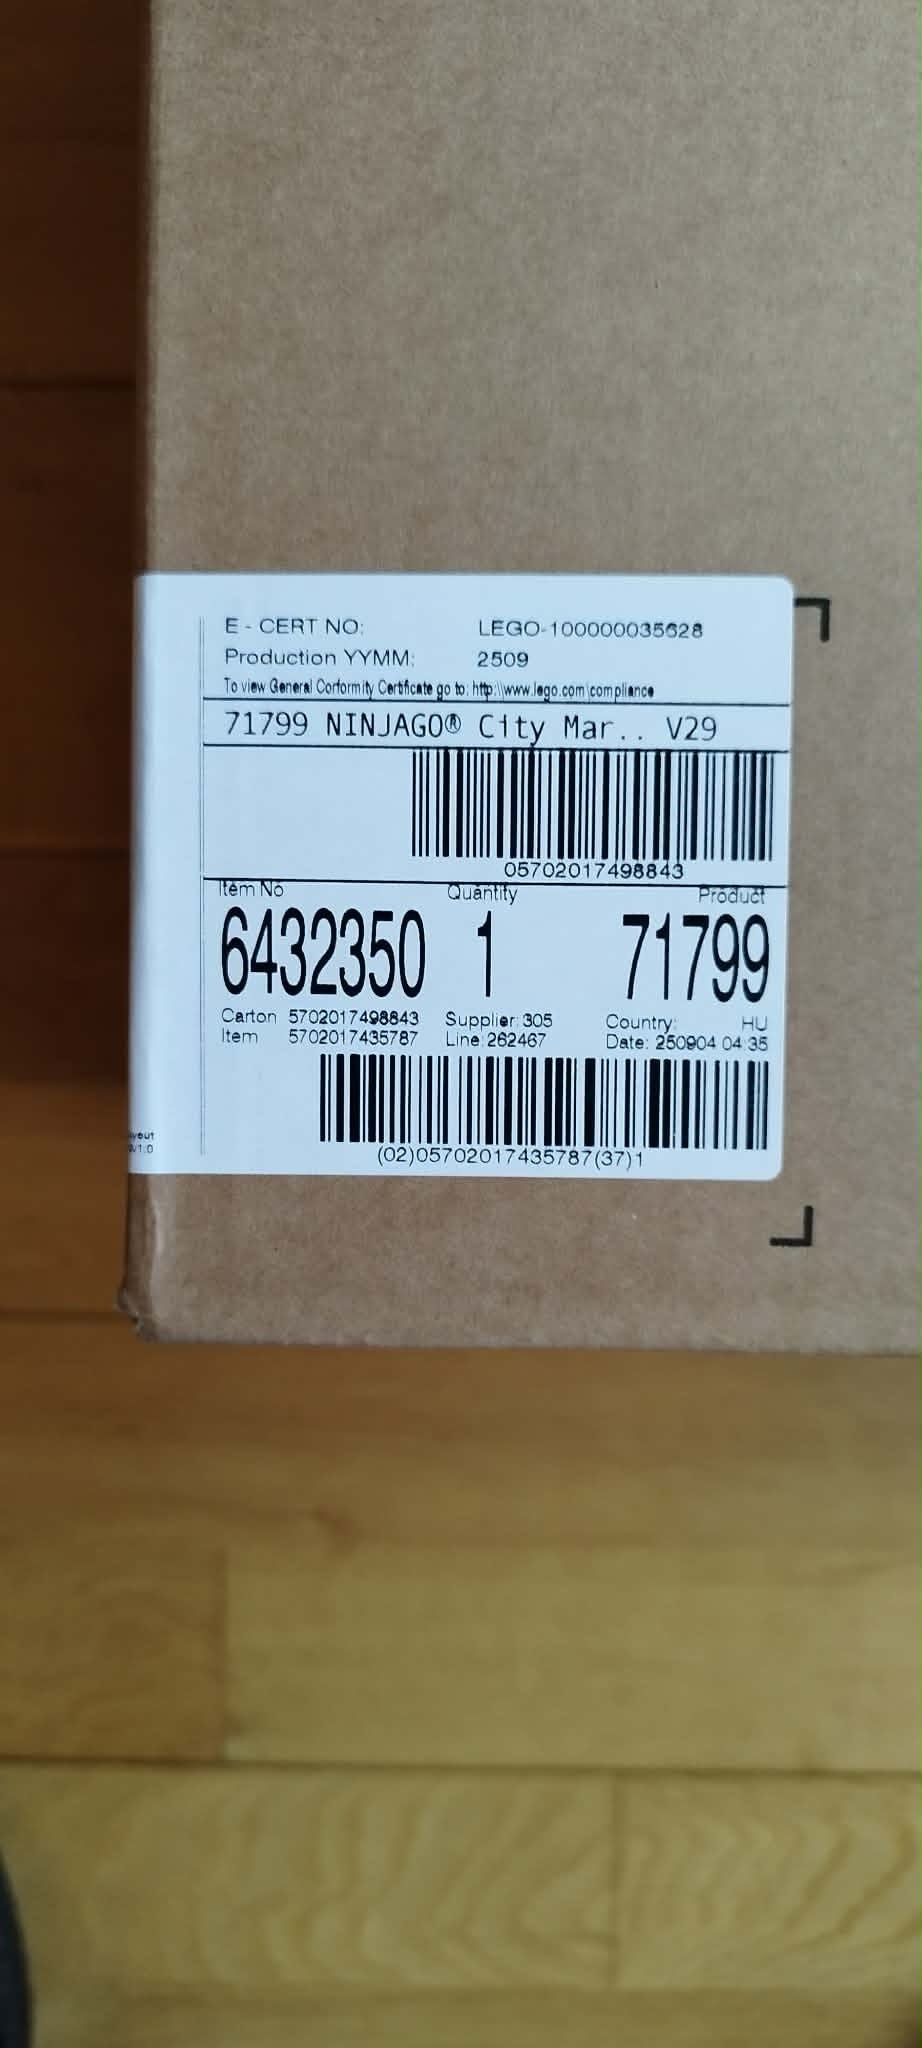 E - CERT NO: LEGO-100000035628
Production YYMM: 2509
To view General Corformity Certificate go to: http:\\www.lego.com\compliance
71799 NINJAGO® City Mar.. V29
05702017498843
Item No Quantity Product
6432350 1 71799
Carton 5702017498843 Supplier: 305 Country: HU
Item 5702017435787 Line: 262467 Date: 250904 04:35
(02)05702017435787(37)1